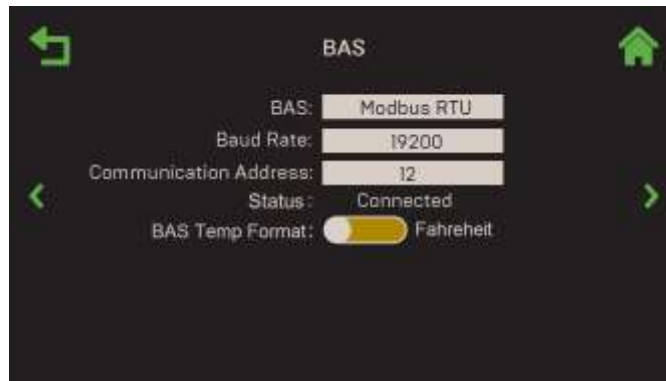 BAS
BAS: Modbus RTU
Baud Rate: 19200
Communication Address: 12
Status: Connected
BAS Temp Format: Fahreheit